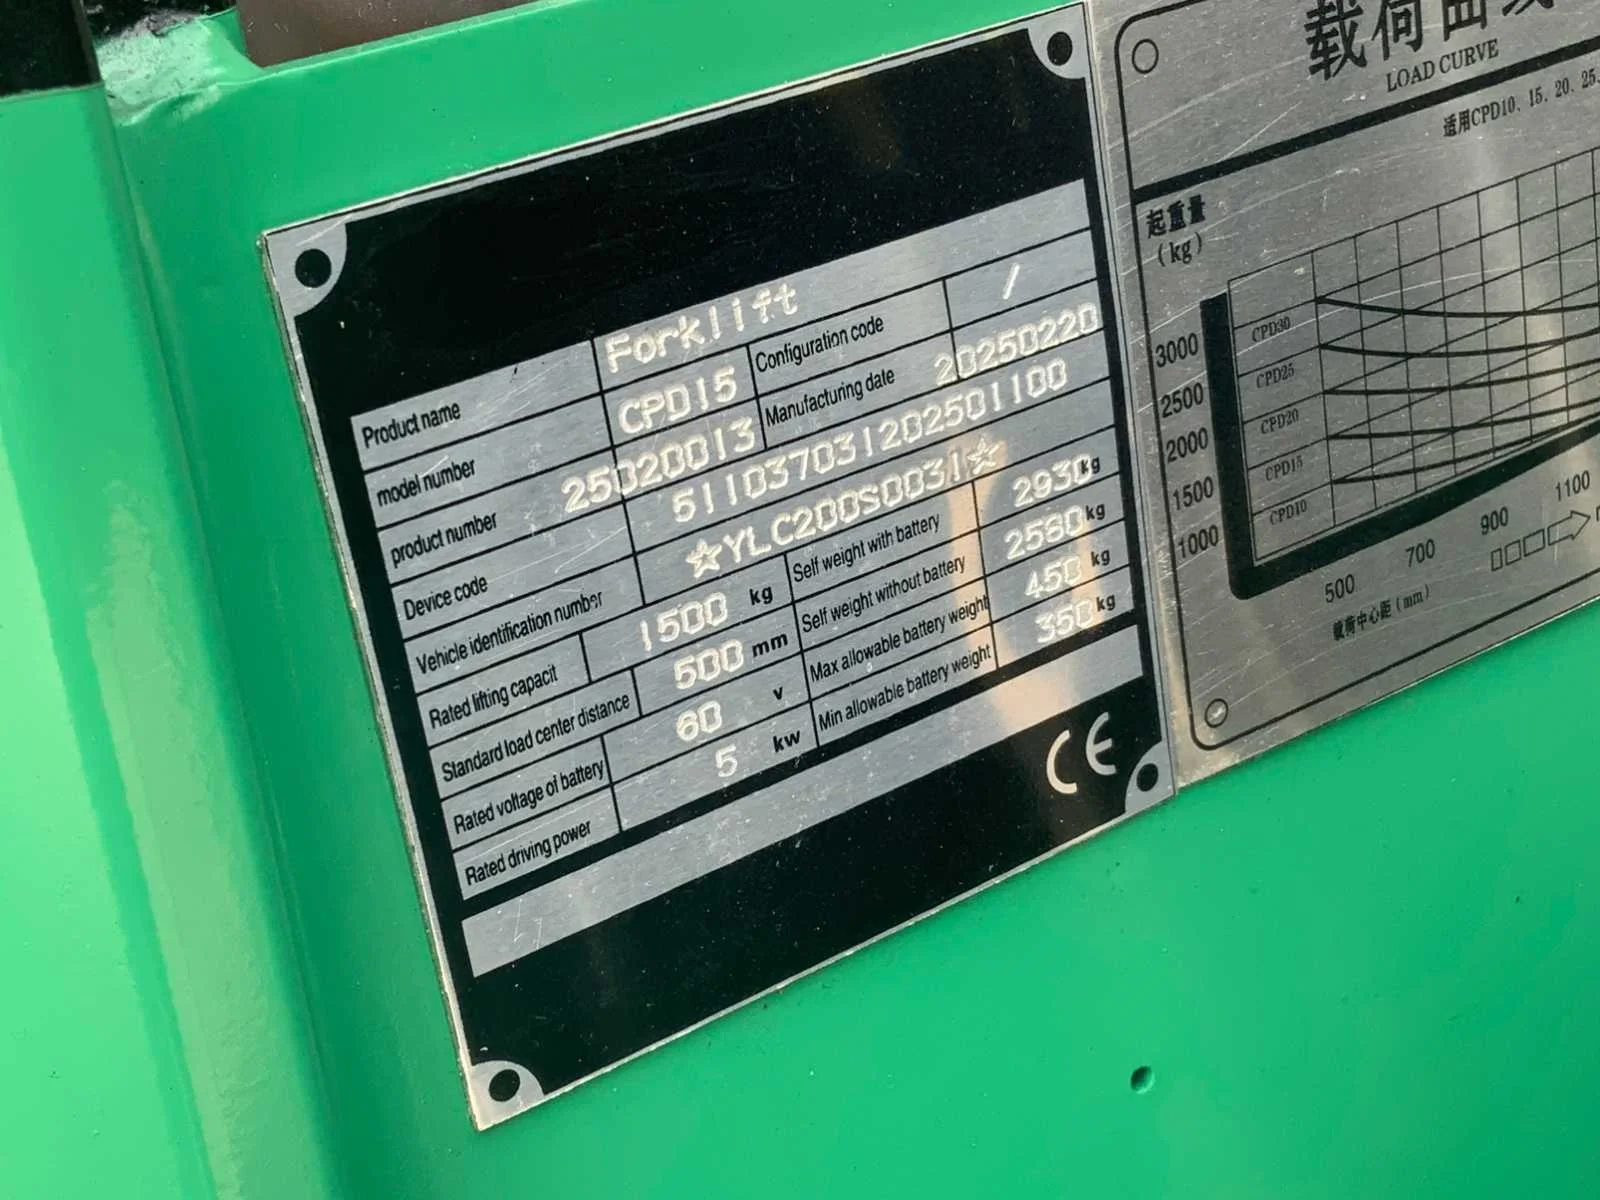 Product name Forklift
model number CPD15 Configuration code /
product number 25020013 Manufacturing date 20250220
Device code 511037031202501100
Vehicle identification number ☆YLC200S0031☆
Rated lifting capacit 1500 kg Self weight with battery 2930 kg
Standard load center distance 500 mm Self weight without battery 2580 kg
Rated voltage of battery 60 v Max allowable battery weight 450 kg
Rated driving power 5 kw Min allowable battery weight 350 kg
CE
载荷曲线
LOAD CURVE
适用CPD10、15、20、25、
起重量
(kg)
3000 CPD30
2500 CPD25
2000 CPD20
1500 CPD15
1000 CPD10
500 700 900 1100
载荷中心距(mm)